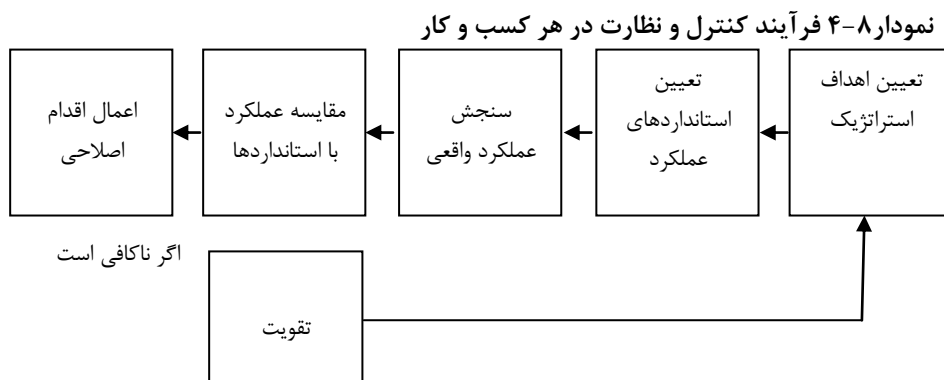 نمودار۸-۴ فرآیند کنترل و نظارت در هر کسب و کار
تعیین اهداف
استراتژیک
تعیین
استانداردهای
عملکرد
سنجش
عملکرد واقعی
مقایسه عملکرد
با استانداردها
اعمال اقدام
اصلاحی
اگر ناکافی است
تقویت